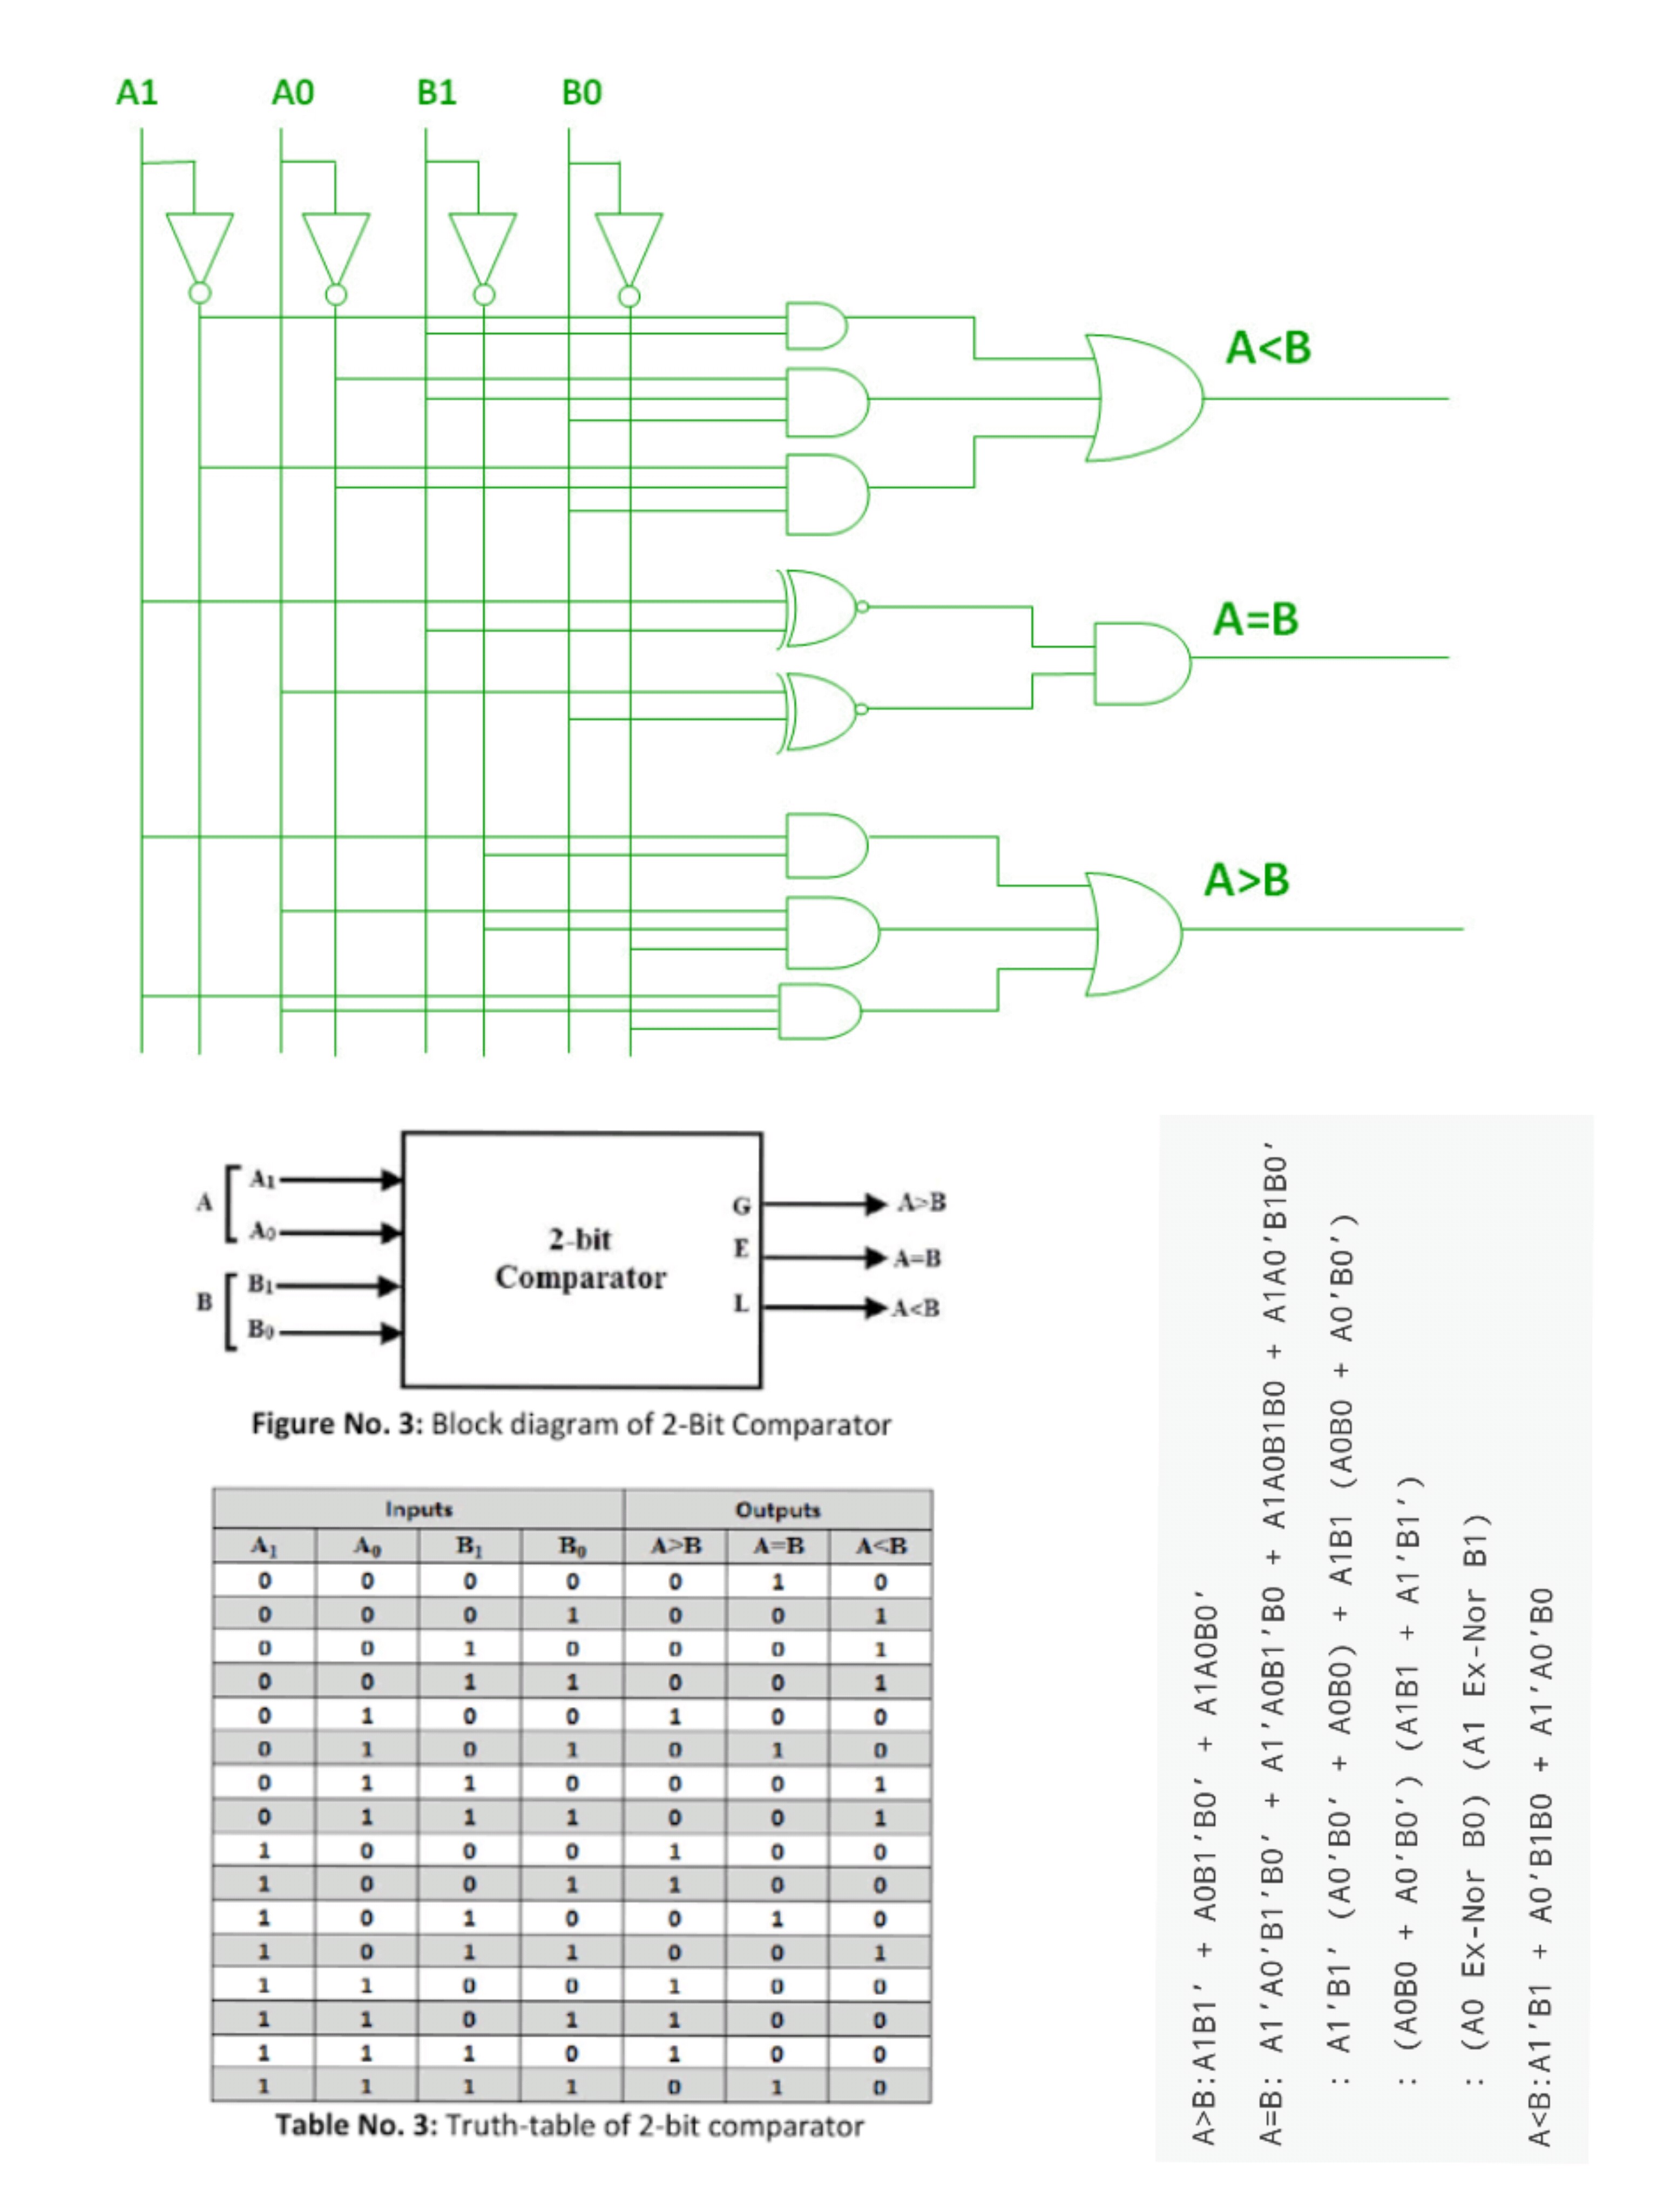 A1 A0 B1 B0
A<B
A=B
A>B
A [ A1
A0
B [ B1
B0
2-bit
Comparator
G A>B
E A=B
L A<B
Figure No. 3: Block diagram of 2-Bit Comparator
Inputs Outputs
A1 A0 B1 B0 A>B A=B A<B
0 0 0 0 0 1 0
0 0 0 1 0 0 1
0 0 1 0 0 0 1
0 0 1 1 0 0 1
0 1 0 0 1 0 0
0 1 0 1 0 1 0
0 1 1 0 0 0 1
0 1 1 1 0 0 1
1 0 0 0 1 0 0
1 0 0 1 1 0 0
1 0 1 0 0 1 0
1 0 1 1 0 0 1
1 1 0 0 1 0 0
1 1 0 1 1 0 0
1 1 1 0 1 0 0
1 1 1 1 0 1 0
Table No. 3: Truth-table of 2-bit comparator
A>B:A1B1' + A0B1'B0' + A1A0B0'
A=B: A1'A0'B1'B0' + A1'A0B1'B0 + A1A0B1B0 + A1A0'B1B0'
: A1'B1' (A0'B0' + A0B0) + A1B1 (A0B0 + A0'B0')
: (A0B0 + A0'B0') (A1B1 + A1'B1')
: (A0 Ex-Nor B0) (A1 Ex-Nor B1)
A<B:A1'B1 + A0'B1B0 + A1'A0'B0